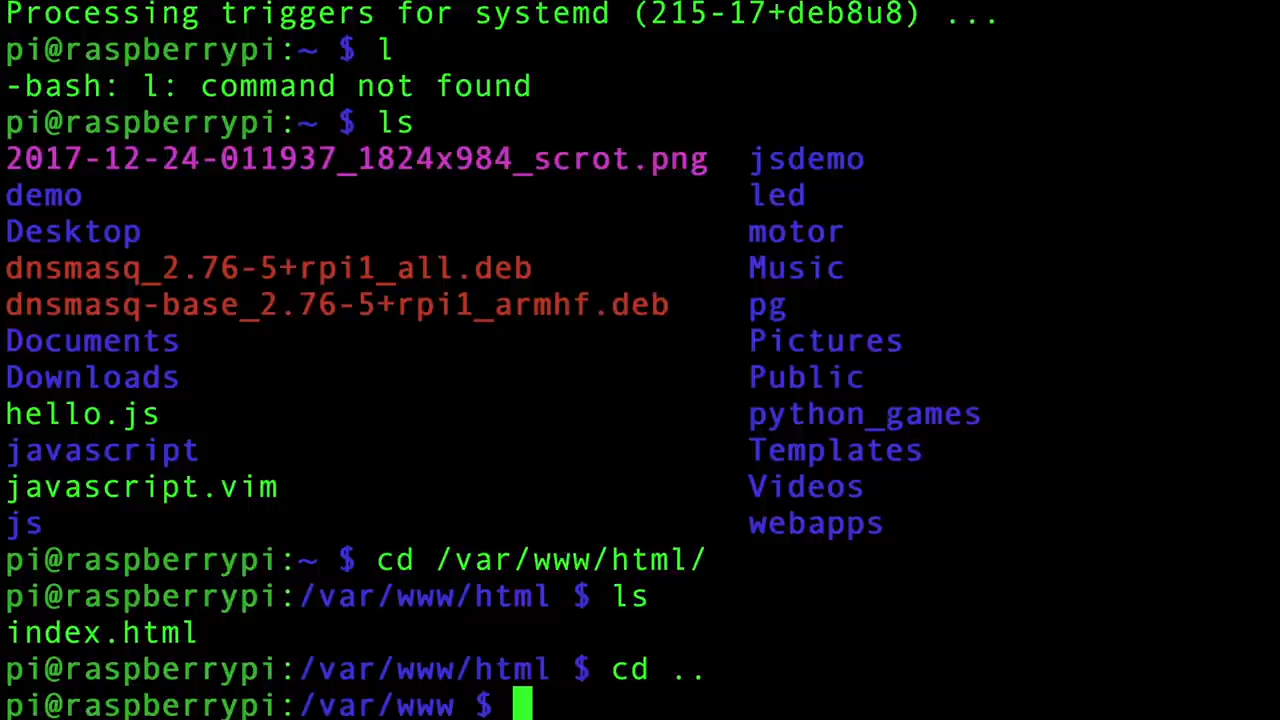 Processing triggers for systemd (215-17+deb8u8) ...
pi@raspberrypi:~ $ l
-bash: l: command not found
pi@raspberrypi:~ $ ls
2017-12-24-011937_1824x984_scrot.png  jsdemo
demo                                  led
Desktop                               motor
dnsmasq_2.76-5+rpi1_all.deb           Music
dnsmasq-base_2.76-5+rpi1_armhf.deb    pg
Documents                             Pictures
Downloads                             Public
hello.js                              python_games
javascript                            Templates
javascript.vim                        Videos
js                                    webapps
pi@raspberrypi:~ $ cd /var/www/html/
pi@raspberrypi:/var/www/html $ ls
index.html
pi@raspberrypi:/var/www/html $ cd ..
pi@raspberrypi:/var/www $